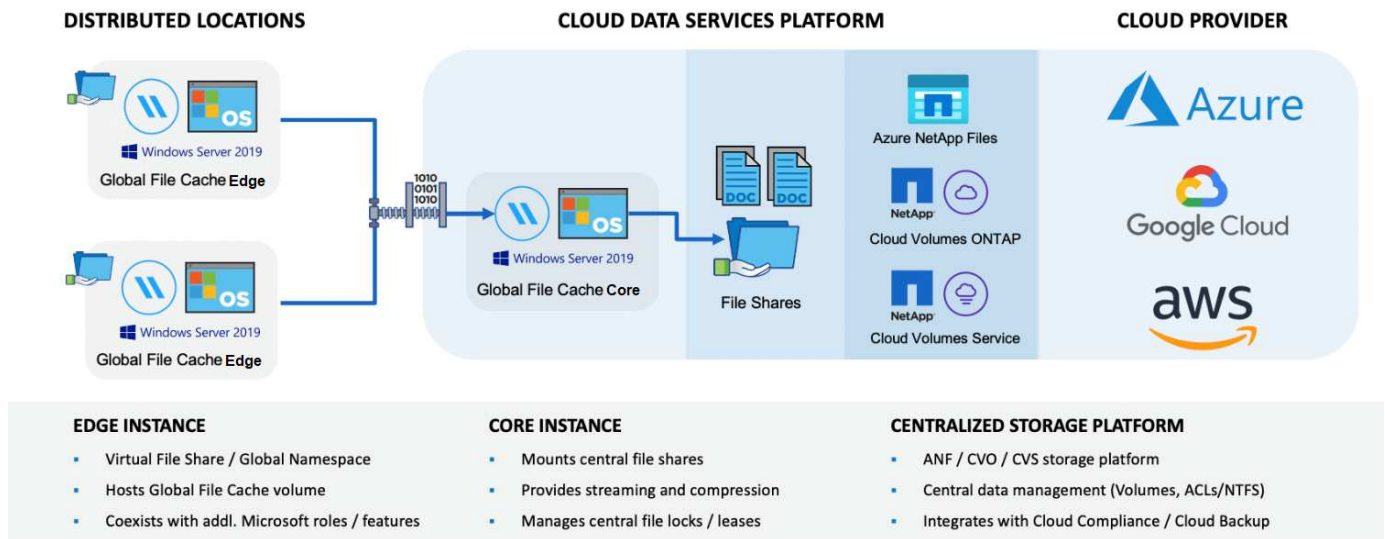 DISTRIBUTED LOCATIONS
CLOUD DATA SERVICES PLATFORM
CLOUD PROVIDER
OS
Windows Server 2019
Global File Cache Edge
OS
Windows Server 2019
Global File Cache Edge
1010
0101
1010
OS
Windows Server 2019
Global File Cache Core
DOC
DOC
File Shares
Azure NetApp Files
NetApp
Cloud Volumes ONTAP
NetApp
Cloud Volumes Service
Azure
Google Cloud
aws
EDGE INSTANCE
▪ Virtual File Share / Global Namespace
▪ Hosts Global File Cache volume
▪ Coexists with addl. Microsoft roles / features
CORE INSTANCE
▪ Mounts central file shares
▪ Provides streaming and compression
▪ Manages central file locks / leases
CENTRALIZED STORAGE PLATFORM
▪ ANF / CVO / CVS storage platform
▪ Central data management (Volumes, ACLs/NTFS)
▪ Integrates with Cloud Compliance / Cloud Backup